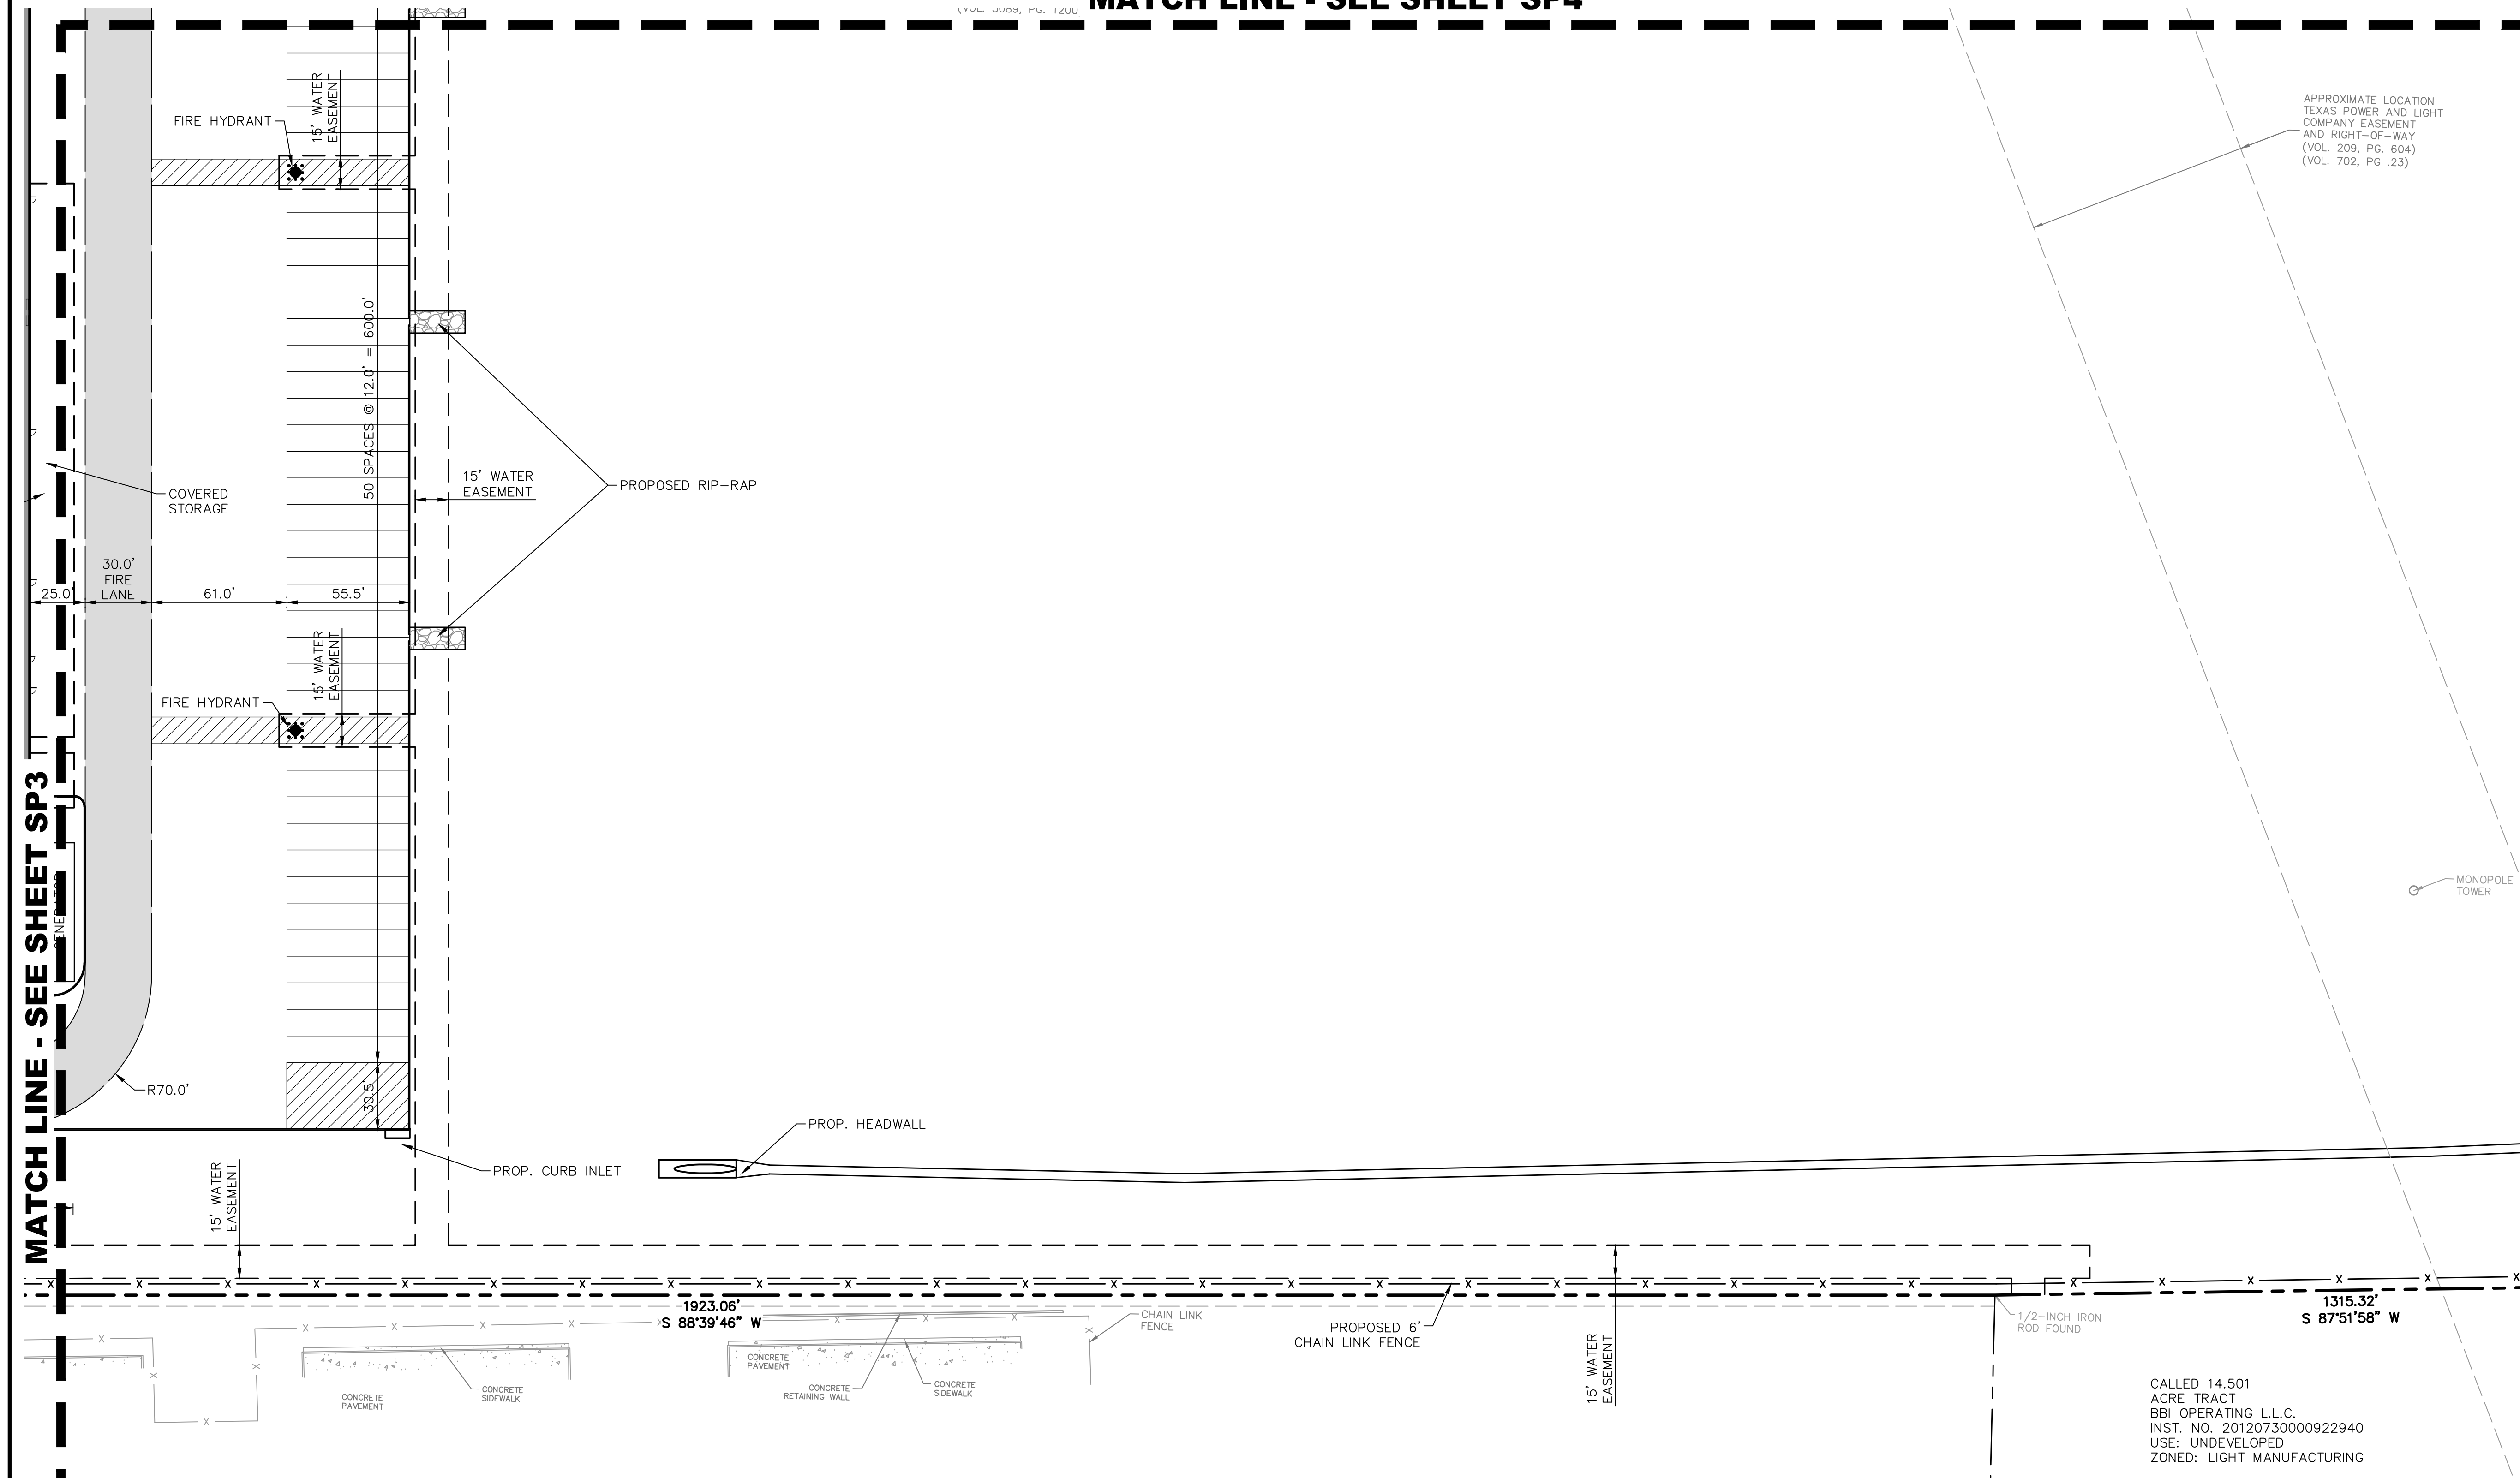 (VOL. 5089, PG. 1200
MATCH LINE - SEE SHEET SP4
APPROXIMATE LOCATION
TEXAS POWER AND LIGHT
COMPANY EASEMENT
AND RIGHT-OF-WAY
(VOL. 209, PG. 604)
(VOL. 702, PG .23)
FIRE HYDRANT
15' WATER
EASEMENT
50 SPACES @ 12.0' = 600.0'
15' WATER
EASEMENT
PROPOSED RIP-RAP
COVERED
STORAGE
30.0'
FIRE
LANE
25.0'
61.0'
55.5'
15' WATER
EASEMENT
FIRE HYDRANT
MATCH LINE - SEE SHEET SP3
GENERATOR
MONOPOLE
TOWER
R70.0'
30.5'
PROP. HEADWALL
PROP. CURB INLET
15' WATER
EASEMENT
1923.06'
S 88°39'46" W
CHAIN LINK
FENCE
PROPOSED 6'
CHAIN LINK FENCE
15' WATER
EASEMENT
1/2-INCH IRON
ROD FOUND
1315.32'
S 87°51'58" W
CONCRETE
PAVEMENT
CONCRETE
SIDEWALK
CONCRETE
PAVEMENT
CONCRETE
RETAINING WALL
CONCRETE
SIDEWALK
CALLED 14.501
ACRE TRACT
BBI OPERATING L.L.C.
INST. NO. 20120730000922940
USE: UNDEVELOPED
ZONED: LIGHT MANUFACTURING